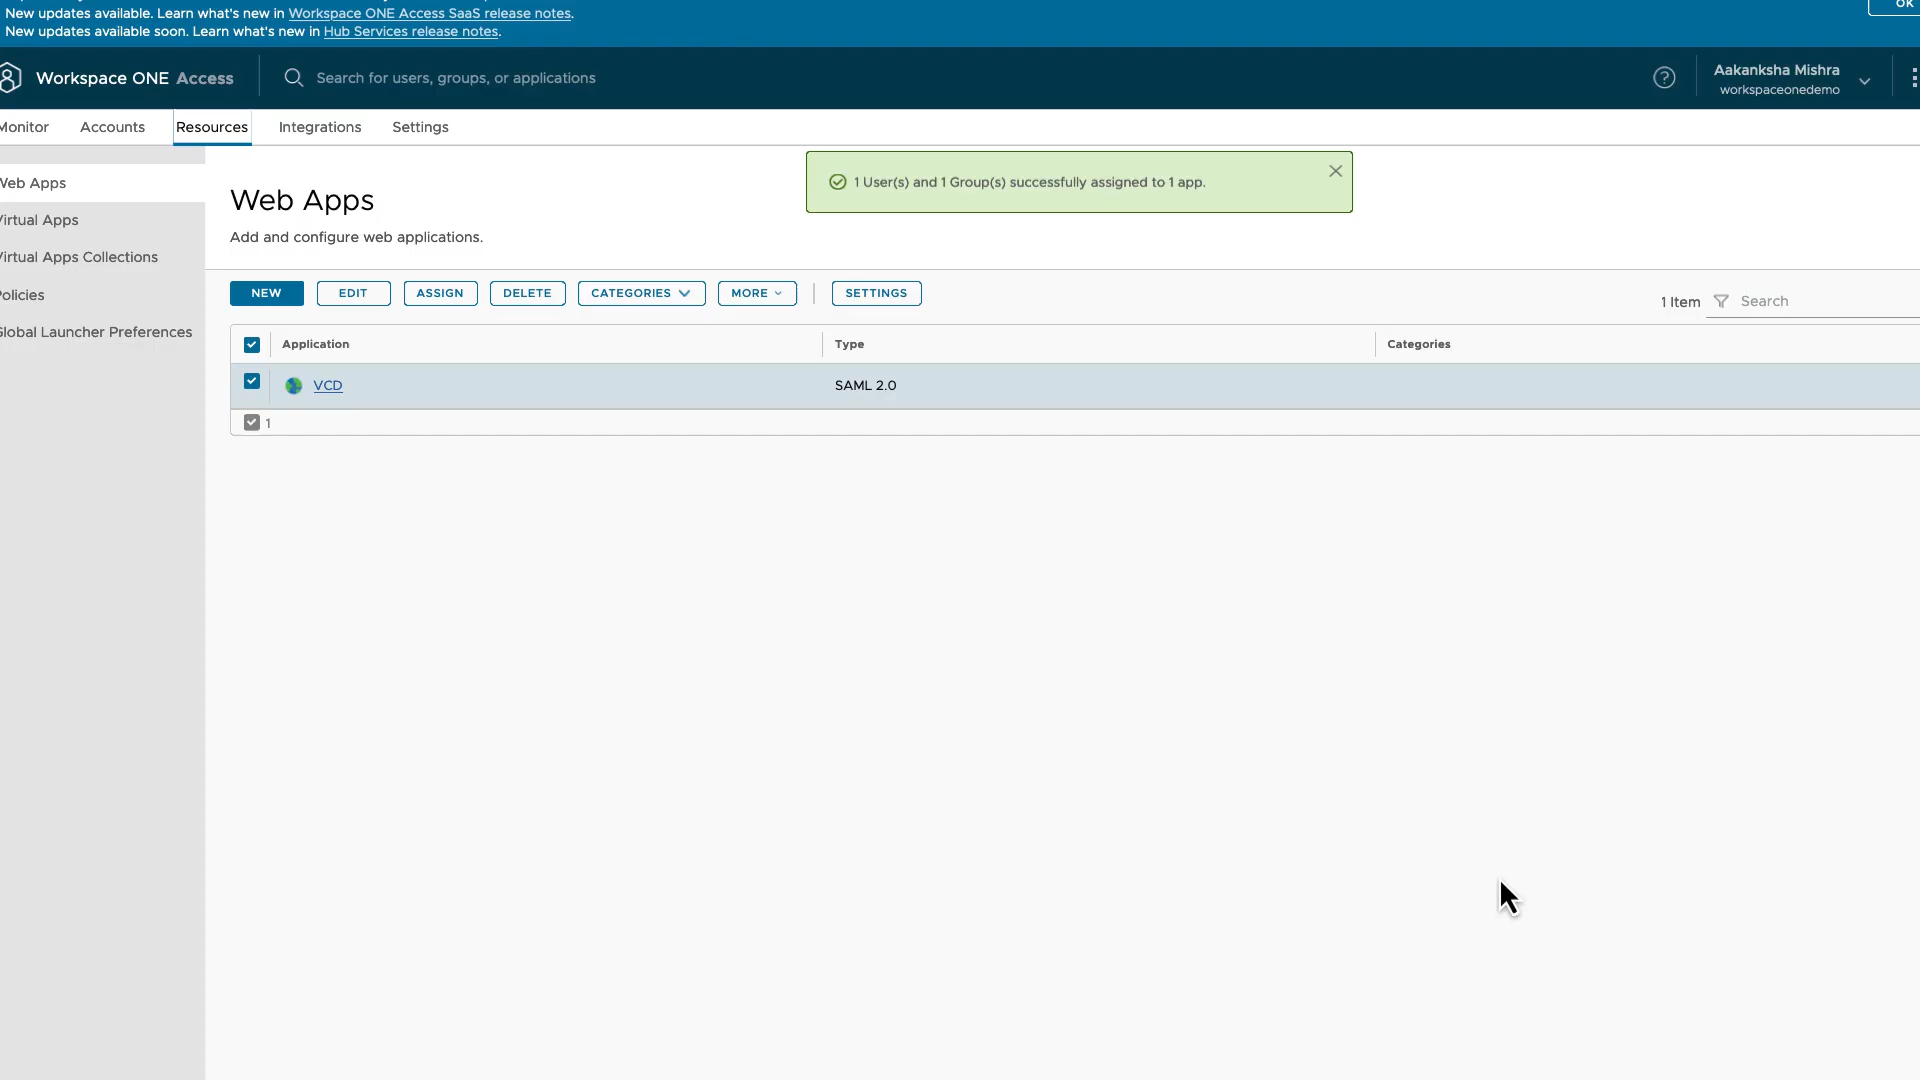 New updates available. Learn what's new in Workspace ONE Access SaaS release notes.
New updates available soon. Learn what's new in Hub Services release notes.
OK
Workspace ONE Access
Search for users, groups, or applications
Aakanksha Mishra
workspaceonedemo
Monitor
Accounts
Resources
Integrations
Settings
Web Apps
Virtual Apps
Virtual Apps Collections
Policies
Global Launcher Preferences
1 User(s) and 1 Group(s) successfully assigned to 1 app.
Web Apps
Add and configure web applications.
NEW
EDIT
ASSIGN
DELETE
CATEGORIES
MORE
SETTINGS
1 Item
Search
Application
Type
Categories
VCD
SAML 2.0
1